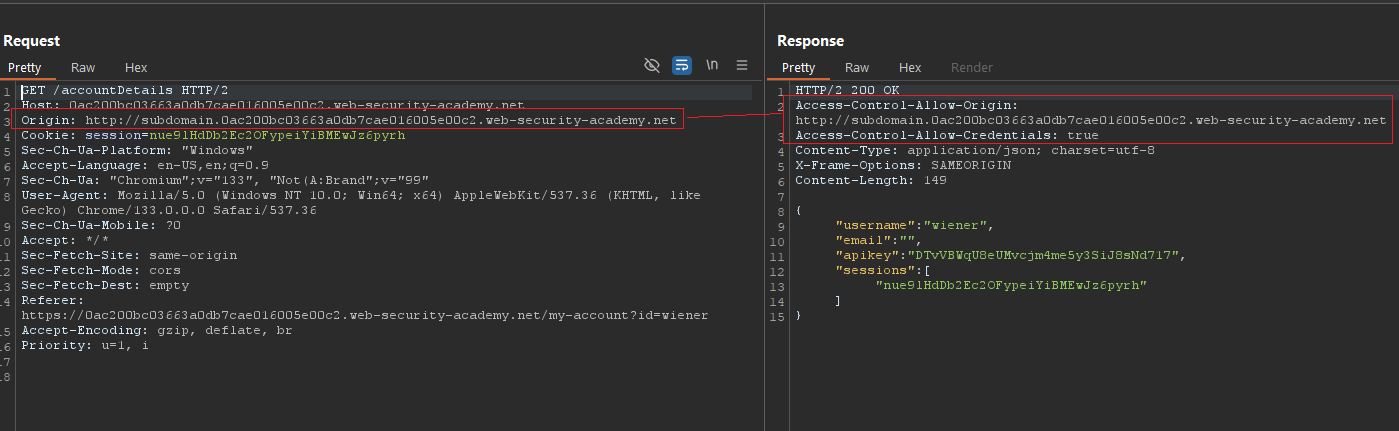 Request
Pretty Raw Hex \n
1 GET /accountDetails HTTP/2
2 Host: 0ac200bc03663a0db7cae016005e00c2.web-security-academy.net
3 Origin: http://subdomain.0ac200bc03663a0db7cae016005e00c2.web-security-academy.net
4 Cookie: session=nue9lHdDb2Ec2OFypeiYiBMEwJz6pyrh
5 Sec-Ch-Ua-Platform: "Windows"
6 Accept-Language: en-US,en;q=0.9
7 Sec-Ch-Ua: "Chromium";v="133", "Not(A:Brand";v="99"
8 User-Agent: Mozilla/5.0 (Windows NT 10.0; Win64; x64) AppleWebKit/537.36 (KHTML, like
Gecko) Chrome/133.0.0.0 Safari/537.36
9 Sec-Ch-Ua-Mobile: ?0
10 Accept: */*
11 Sec-Fetch-Site: same-origin
12 Sec-Fetch-Mode: cors
13 Sec-Fetch-Dest: empty
14 Referer:
https://0ac200bc03663a0db7cae016005e00c2.web-security-academy.net/my-account?id=wiener
15 Accept-Encoding: gzip, deflate, br
16 Priority: u=1, i
17
18
Response
Pretty Raw Hex Render
1 HTTP/2 200 OK
2 Access-Control-Allow-Origin:
http://subdomain.0ac200bc03663a0db7cae016005e00c2.web-security-academy.net
3 Access-Control-Allow-Credentials: true
4 Content-Type: application/json; charset=utf-8
5 X-Frame-Options: SAMEORIGIN
6 Content-Length: 149
7
8 {
9 "username":"wiener",
10 "email":"",
11 "apikey":"DTvVBWqU8eUMvcjm4me5y3SiJ8sNd717",
12 "sessions":[
13 "nue9lHdDb2Ec2OFypeiYiBMEwJz6pyrh"
14 ]
15 }